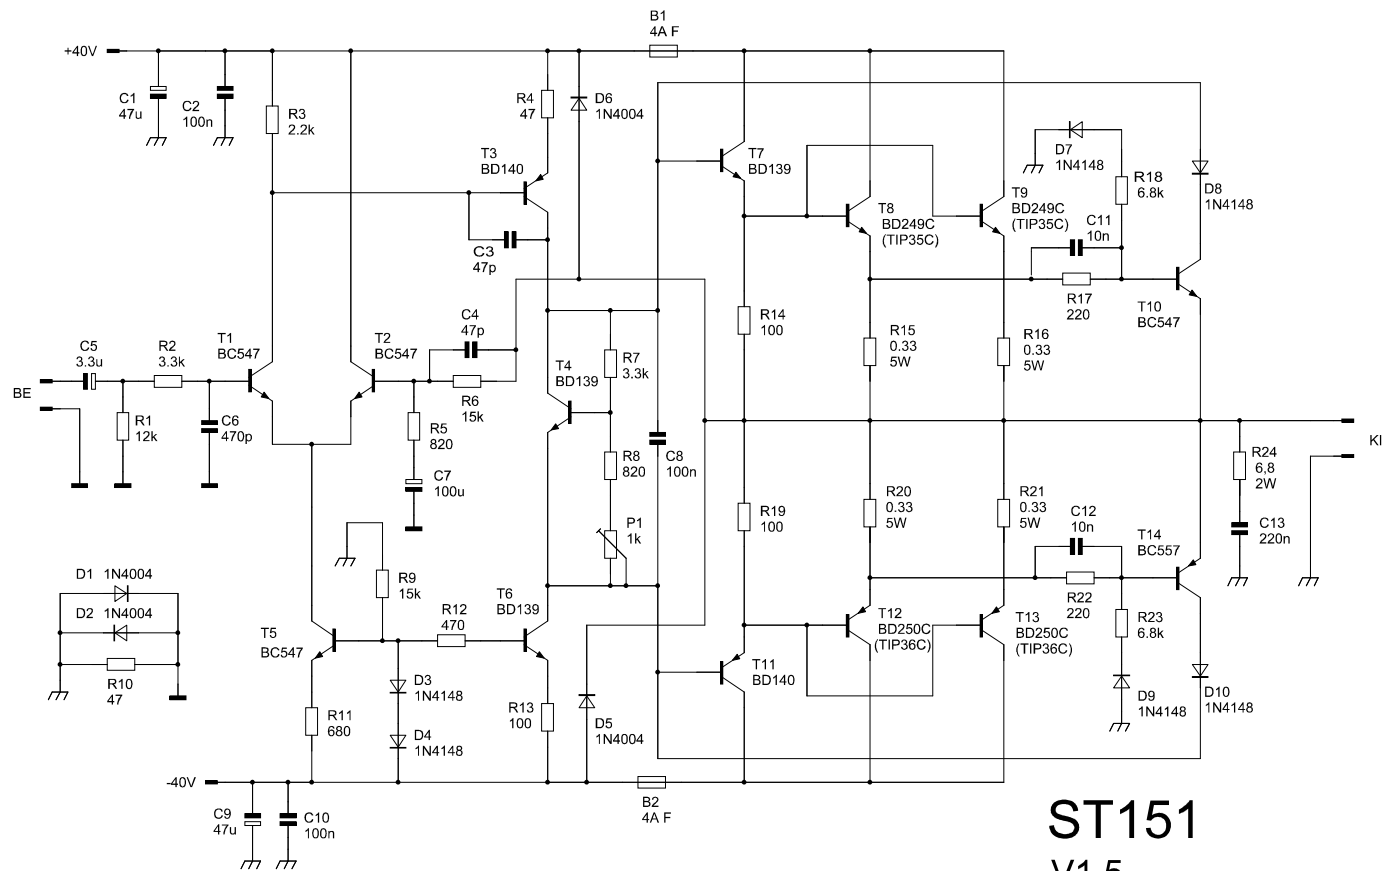 B1
4A F
+40V
C1
47u
C2
100n
R3
2.2k
R4
47
D6
1N4004
T3
BD140
T7
BD139
D7
1N4148
R18
6.8k
D8
1N4148
T8
BD249C
(TIP35C)
T9
BD249C
(TIP35C)
C11
10n
C3
47p
R17
220
T10
BC547
C5
3.3u
R2
3.3k
T1
BC547
T2
BC547
C4
47p
R6
15k
T4
BD139
R7
3.3k
R14
100
R15
0.33
5W
R16
0.33
5W
BE
R1
12k
C6
470p
R5
820
C7
100u
R8
820
C8
100n
P1
1k
KI
R24
6,8
2W
C13
220n
R19
100
R20
0.33
5W
R21
0.33
5W
C12
10n
T14
BC557
R22
220
D1 1N4004
D2 1N4004
R10
47
R9
15k
T5
BC547
R12
470
T6
BD139
T12
BD250C
(TIP36C)
T13
BD250C
(TIP36C)
R23
6.8k
T11
BD140
D3
1N4148
D4
1N4148
R11
680
R13
100
D5
1N4004
D9
1N4148
D10
1N4148
-40V
B2
4A F
C9
47u
C10
100n
ST151
V1.5